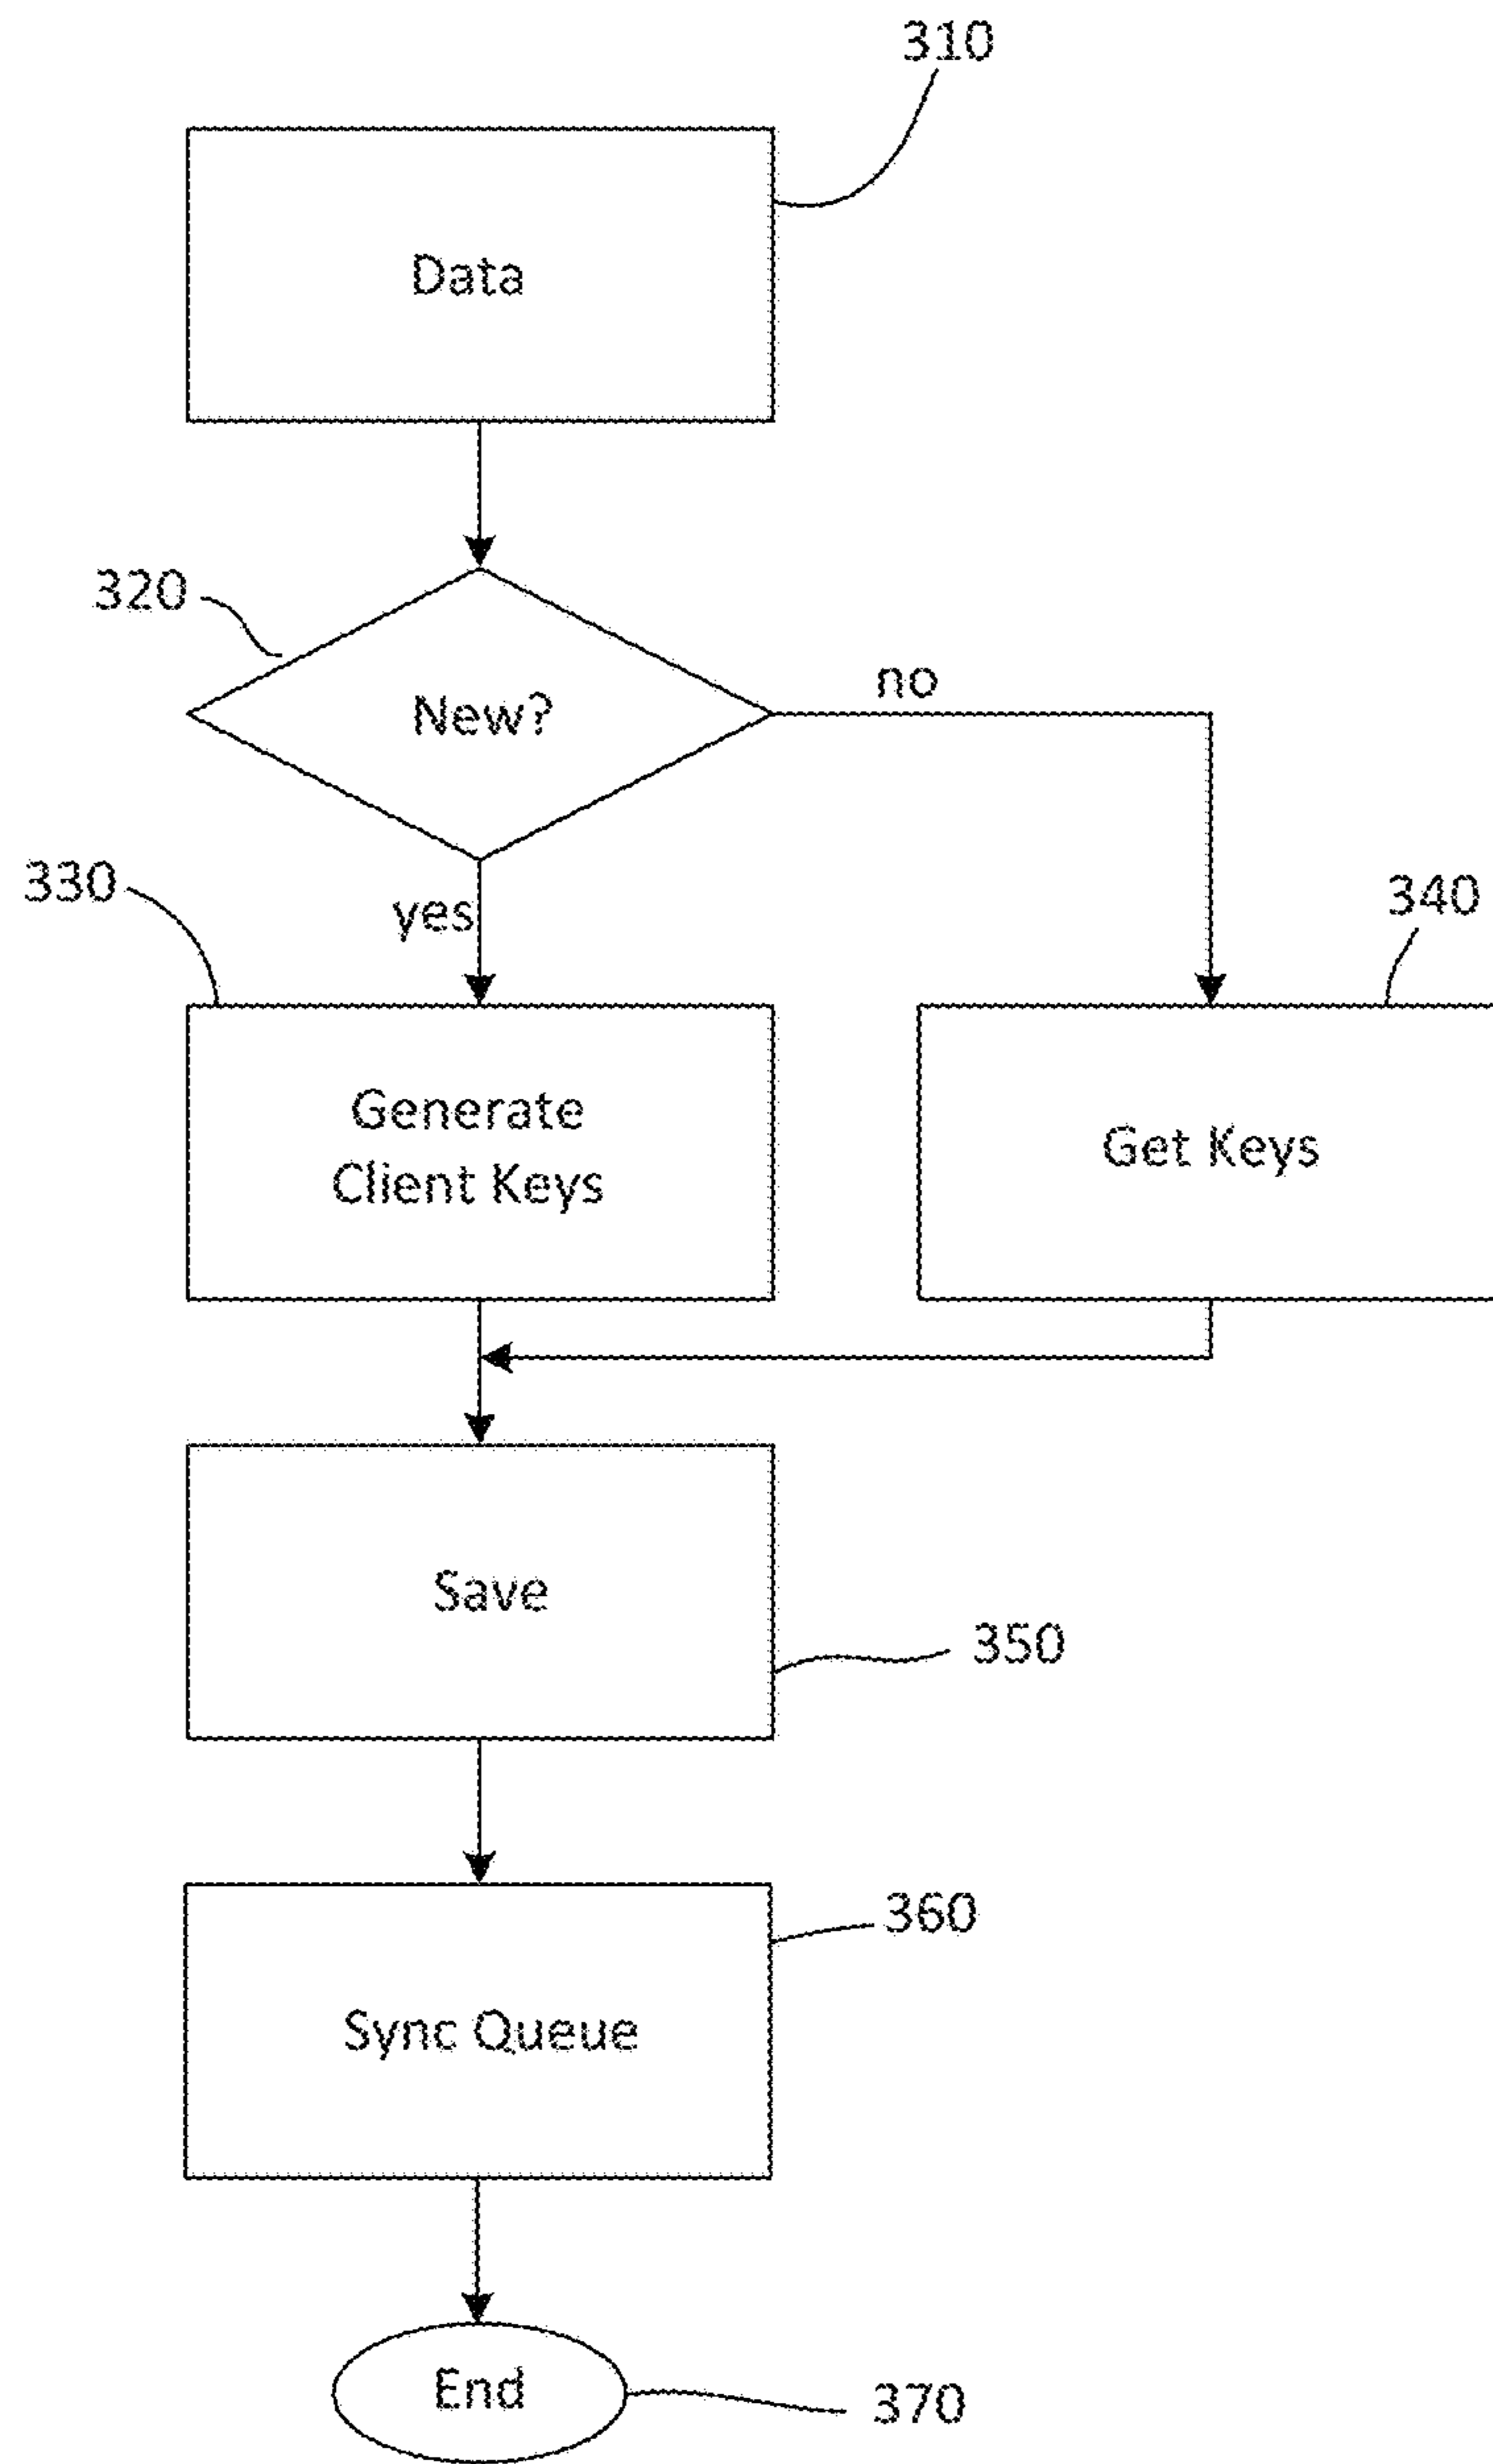 310
Data
320
New?
no
yes
330
340
Generate
Client Keys
Get Keys
Save
350
360
Sync Queue
End
370